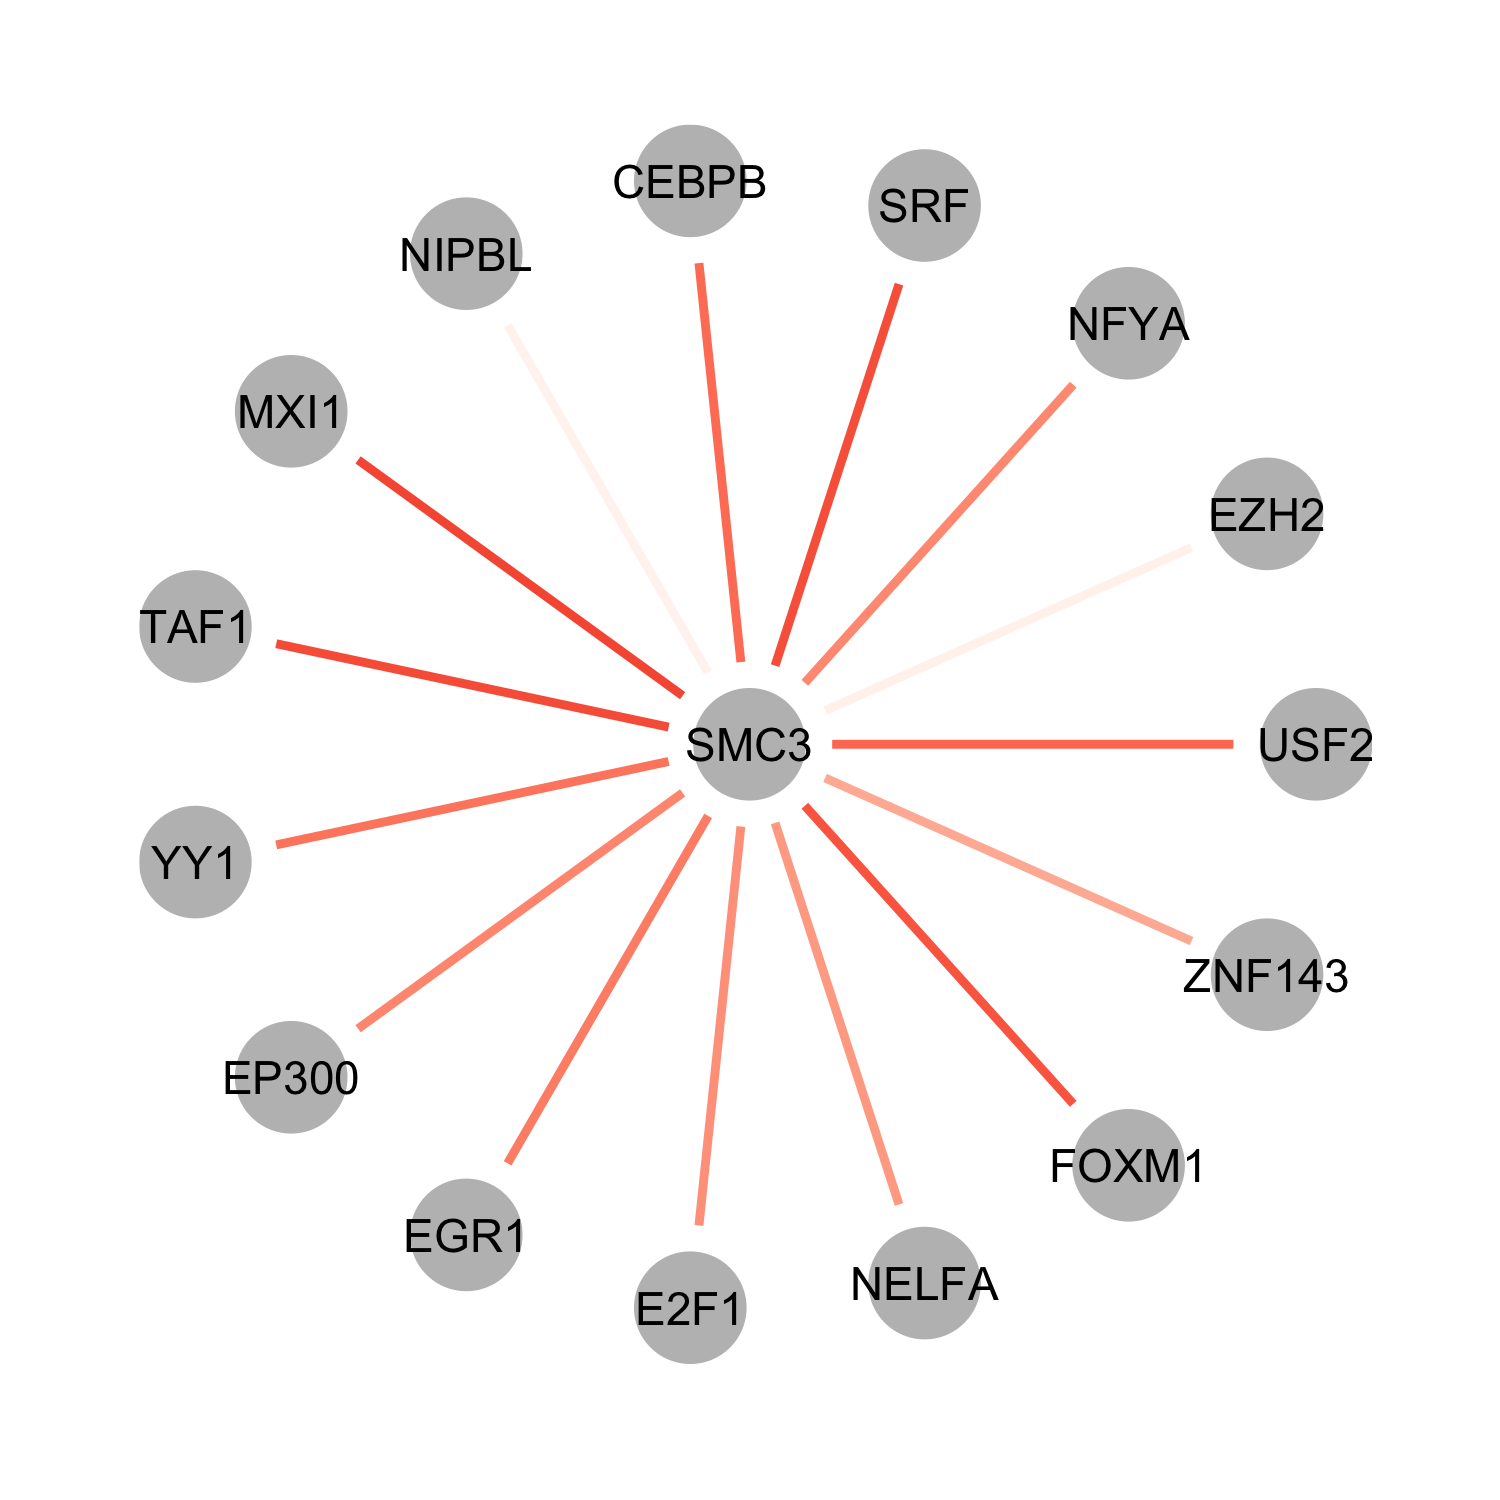 CEBPB
SRF
NIPBL
NFYA
MXI1
EZH2
TAF1
SMC3
USF2
YY1
ZNF143
EP300
FOXM1
EGR1
NELFA
E2F1